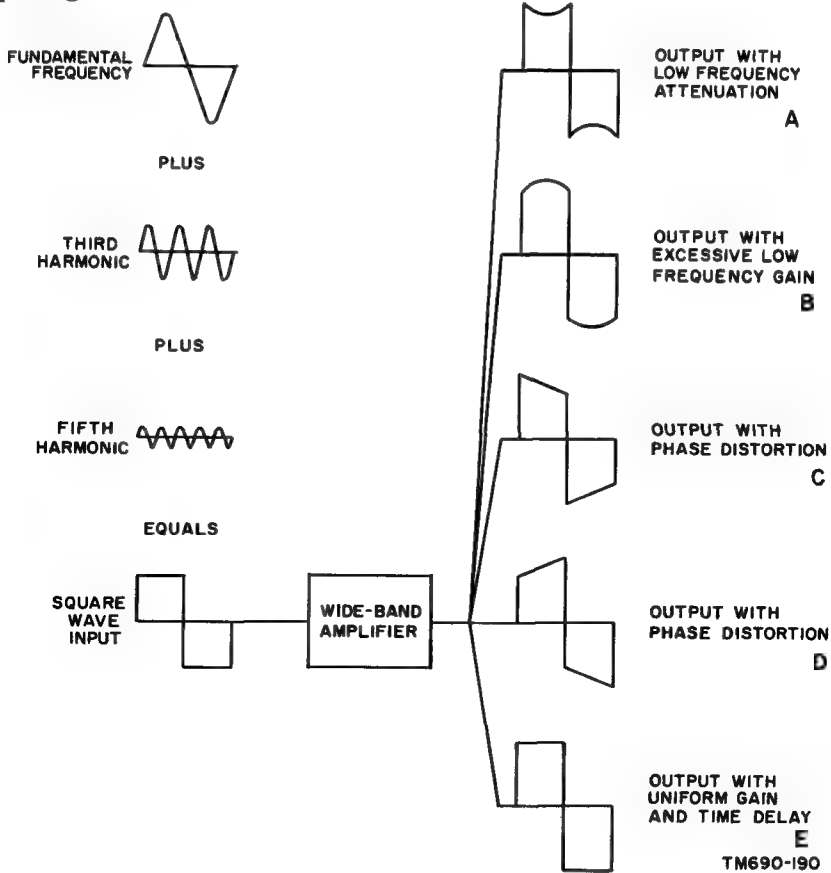 FUNDAMENTAL
FREQUENCY
PLUS
THIRD
HARMONIC
PLUS
FIFTH
HARMONIC
EQUALS
SQUARE
WAVE
INPUT
WIDE-BAND
AMPLIFIER
OUTPUT WITH
LOW FREQUENCY
ATTENUATION
A
OUTPUT WITH
EXCESSIVE LOW
FREQUENCY GAIN
B
OUTPUT WITH
PHASE DISTORTION
C
OUTPUT WITH
PHASE DISTORTION
D
OUTPUT WITH
UNIFORM GAIN
AND TIME DELAY
E
TM690-190